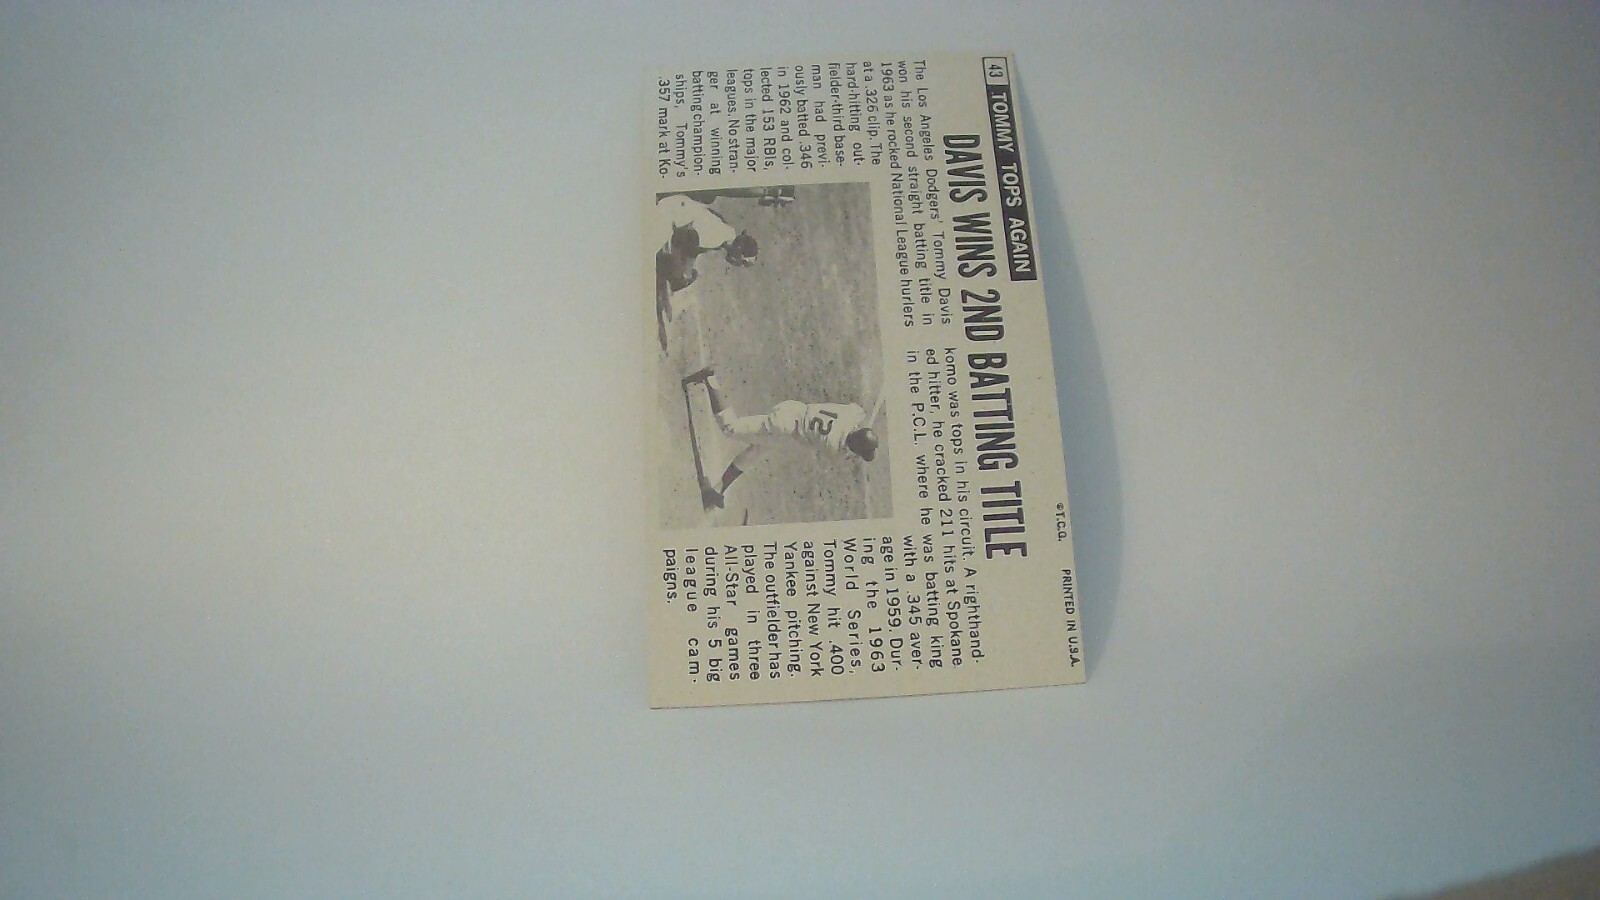 43 TOMMY TOPS AGAIN
©T.C.G. PRINTED IN U.S.A.
DAVIS WINS 2ND BATTING TITLE
The Los Angeles Dodgers' Tommy Davis
won his second straight batting title in
1963 as he rocked National League hurlers
at a .326 clip. The
hard-hitting out-
fielder-third base-
man had previ-
ously batted .346
in 1962 and col-
lected 153 RBIs,
tops in the major
leagues. No stran-
ger at winning
batting champion-
ships, Tommy's
.357 mark at Ko-
komo was tops in his circuit. A righthand-
ed hitter, he cracked 211 hits at Spokane
in the P.C.L. where he was batting king
with a .345 aver-
age in 1959. Dur-
ing the 1963
World Series,
Tommy hit .400
against New York
Yankee pitching.
The outfielder has
played in three
All-Star games
during his 5 big
league cam-
paigns.
12